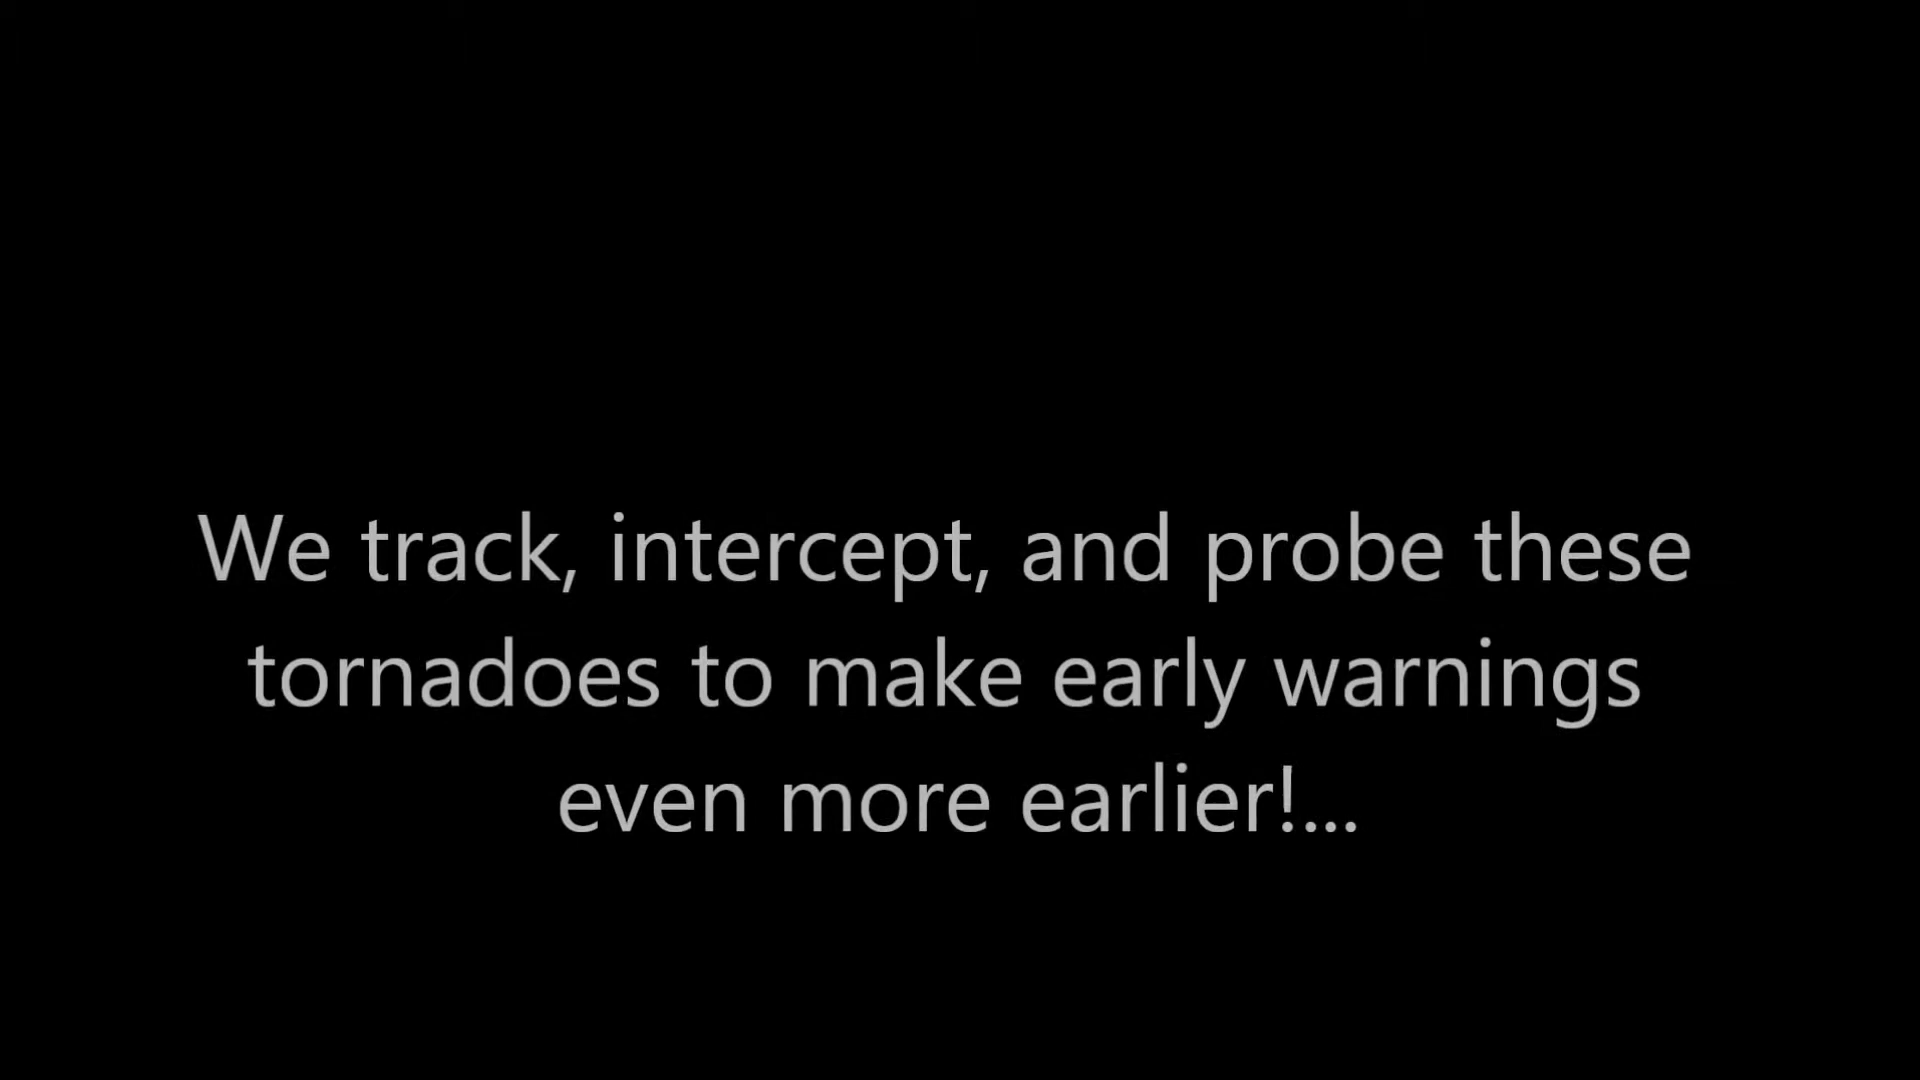 We track, intercept, and probe these
tornadoes to make early warnings
even more earlier!...